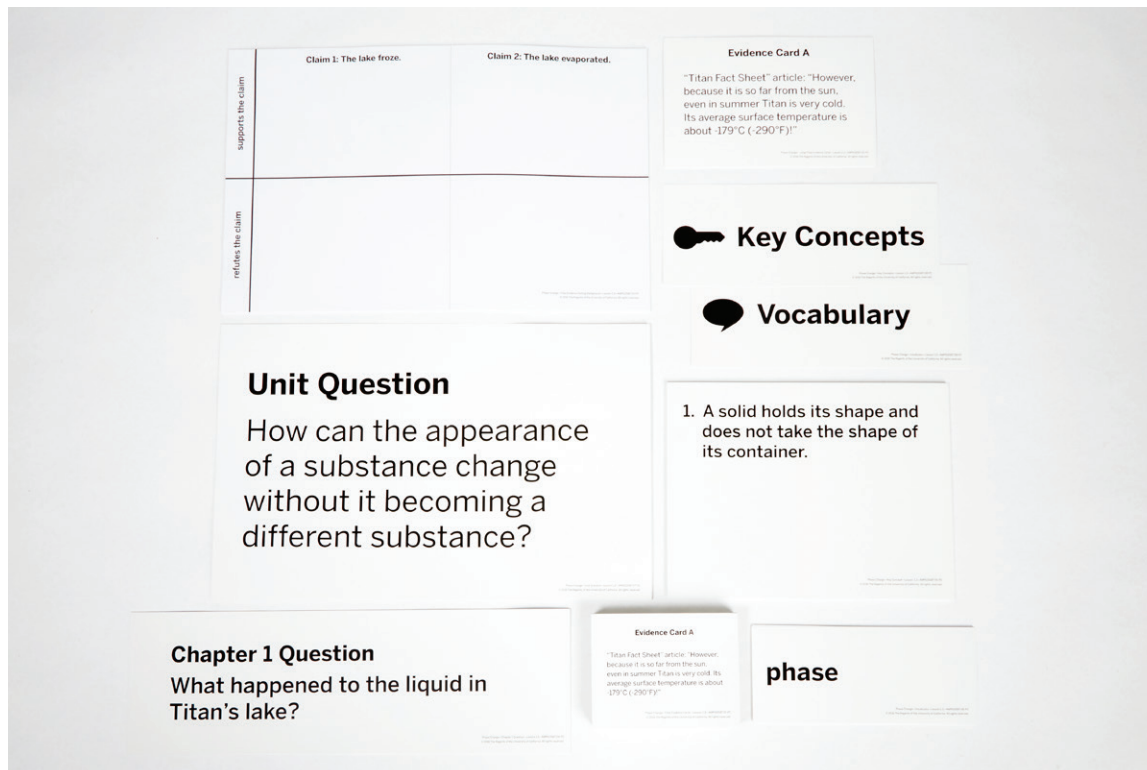 Claim 1: The lake froze.
Claim 2: The lake evaporated.
supports the claim
refutes the claim
Evidence Card A
“Titan Fact Sheet” article: “However,
because it is so far from the sun,
even in summer Titan is very cold.
Its average surface temperature is
about -179°C (-290°F)!”
Key Concepts
Vocabulary
Unit Question
How can the appearance
of a substance change
without it becoming a
different substance?
1. A solid holds its shape and
does not take the shape of
its container.
Chapter 1 Question
What happened to the liquid in
Titan’s lake?
Evidence Card A
“Titan Fact Sheet” article: “However,
because it is so far from the sun,
even in summer Titan is very cold. Its
average surface temperature is about
-179°C (-290°F)!”
phase